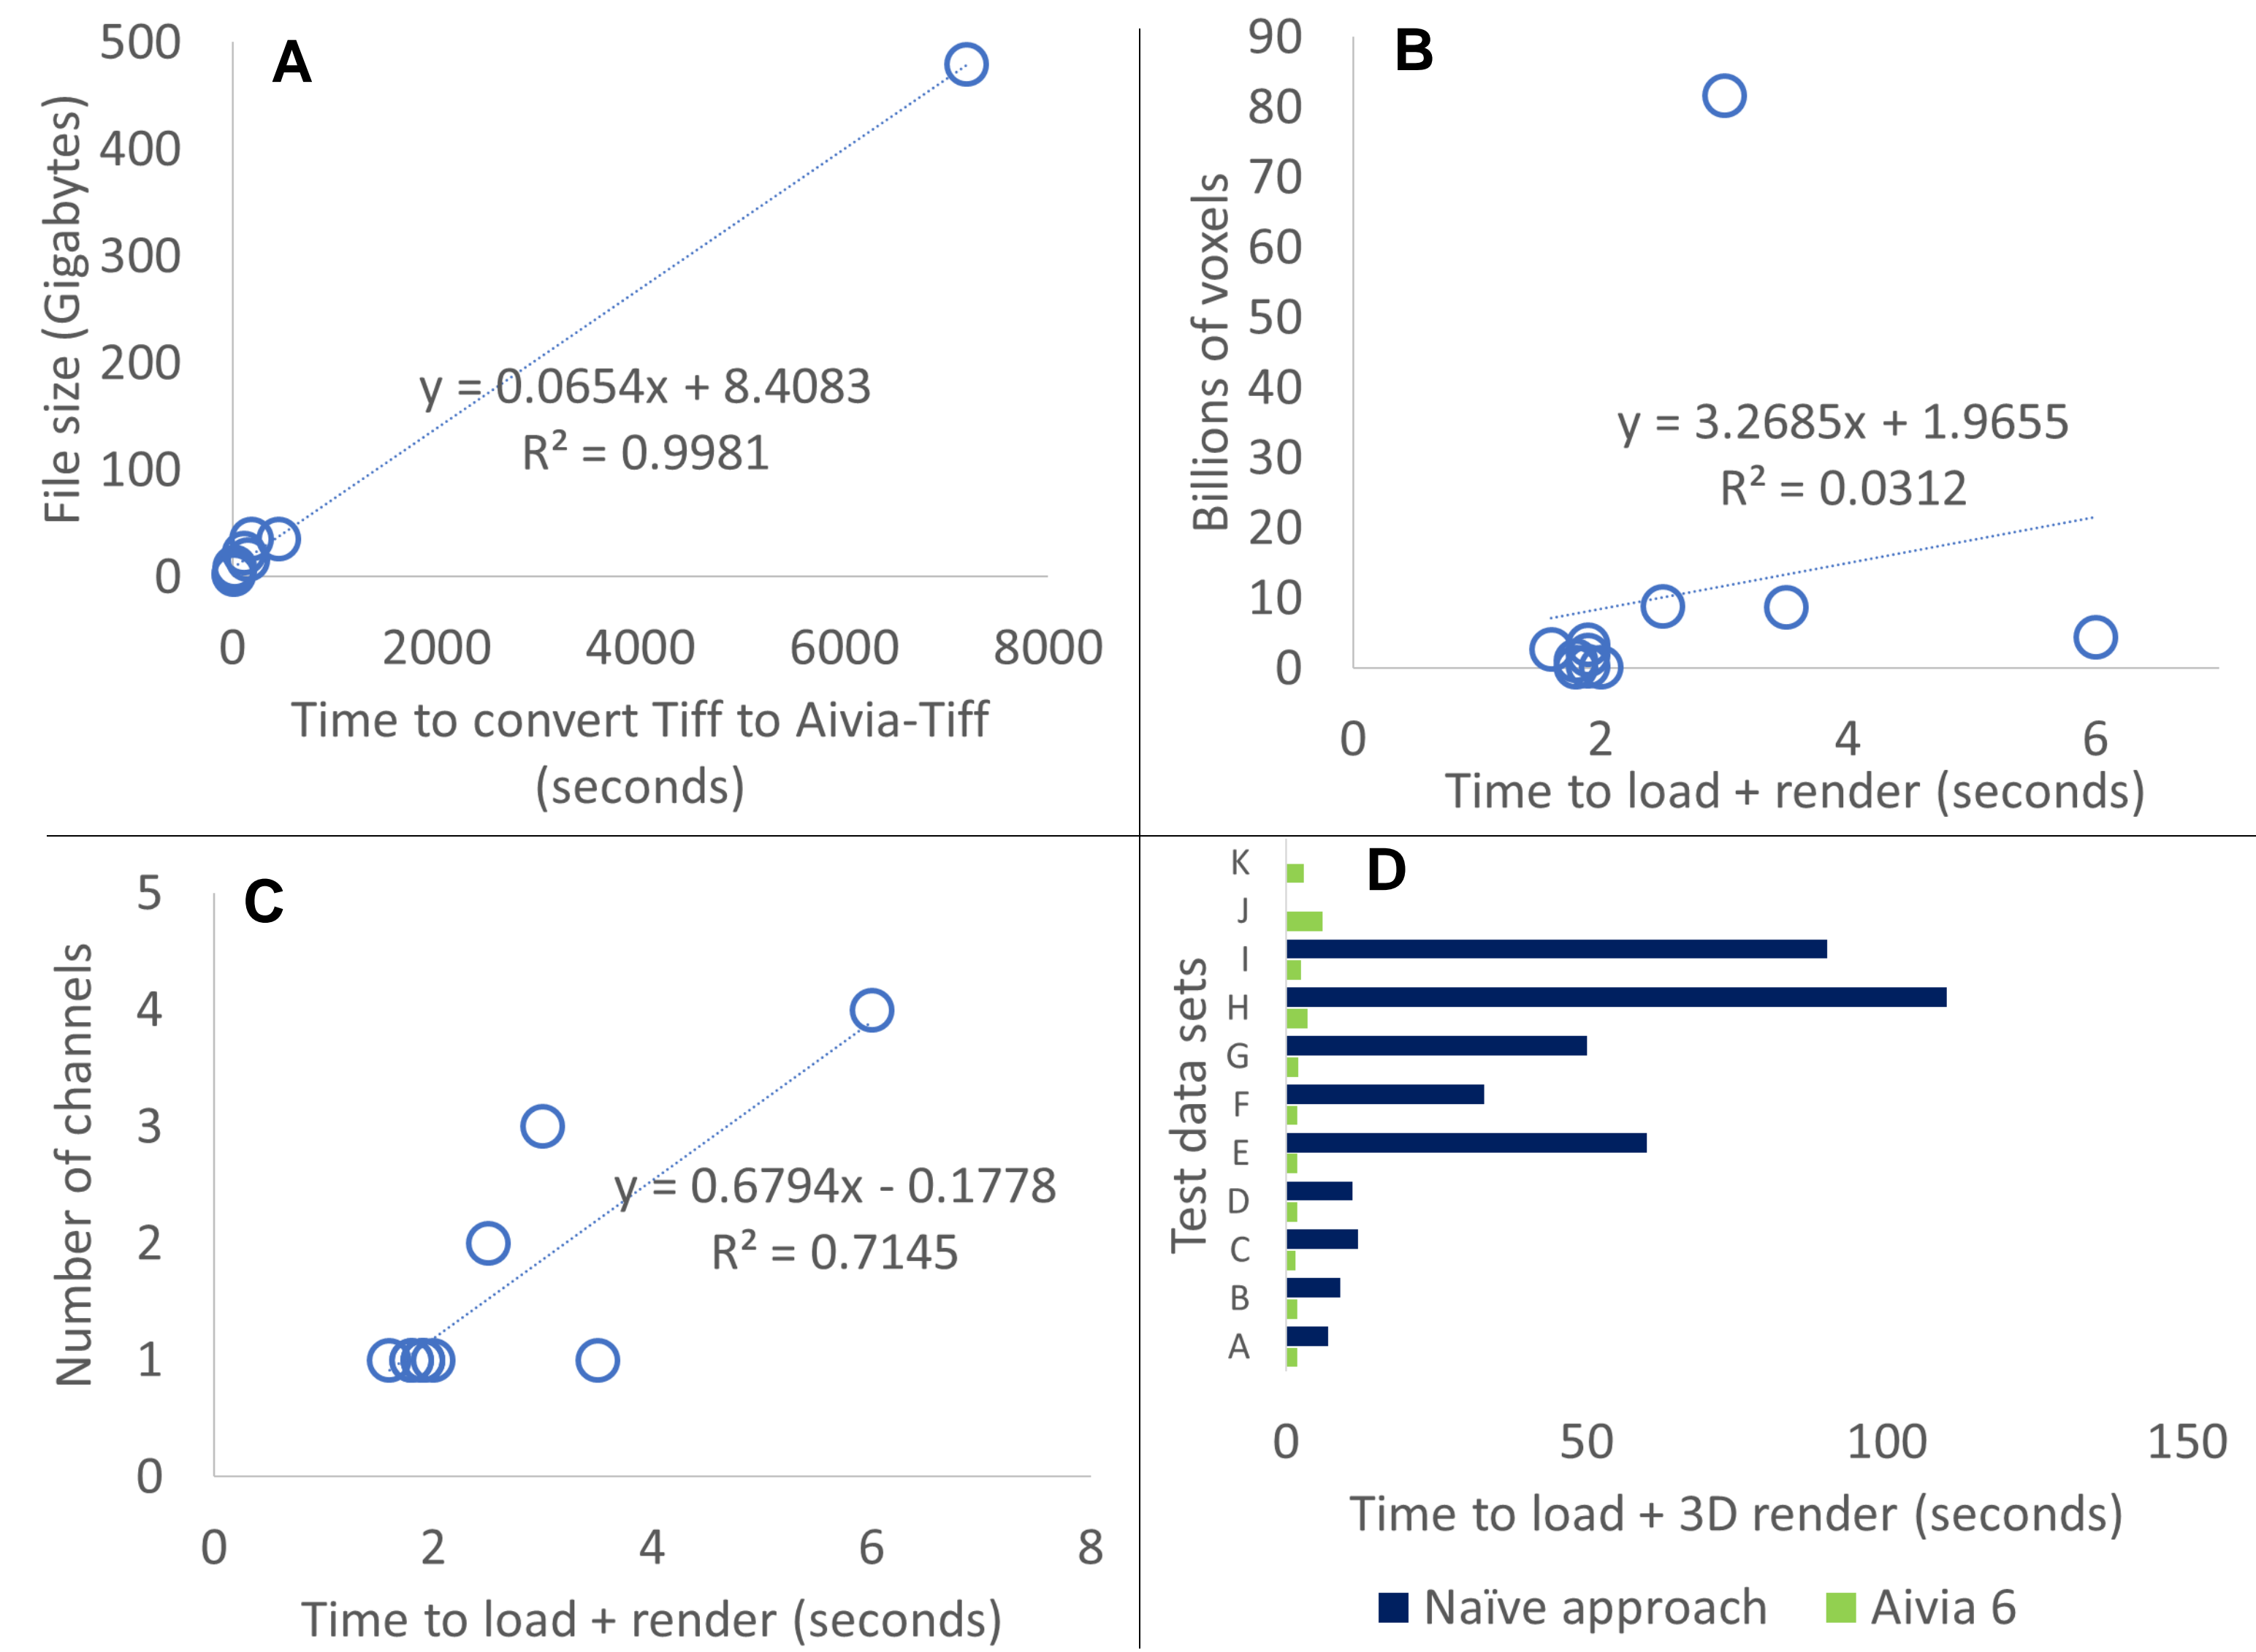 A
500
400
300
200
100
0
File size (Gigabytes)
y = 0.0654x + 8.4083
R² = 0.9981
0 2000 4000 6000 8000
Time to convert Tiff to Aivia-Tiff
(seconds)
B
90
80
70
60
50
40
30
20
10
0
Billions of voxels
y = 3.2685x + 1.9655
R² = 0.0312
0 2 4 6
Time to load + render (seconds)
C
5
4
3
2
1
0
Number of channels
y = 0.6794x - 0.1778
R² = 0.7145
0 2 4 6 8
Time to load + render (seconds)
D
K
J
I
H
G
F
E
D
C
B
A
Test data sets
0 50 100 150
Time to load + 3D render (seconds)
Naïve approach Aivia 6